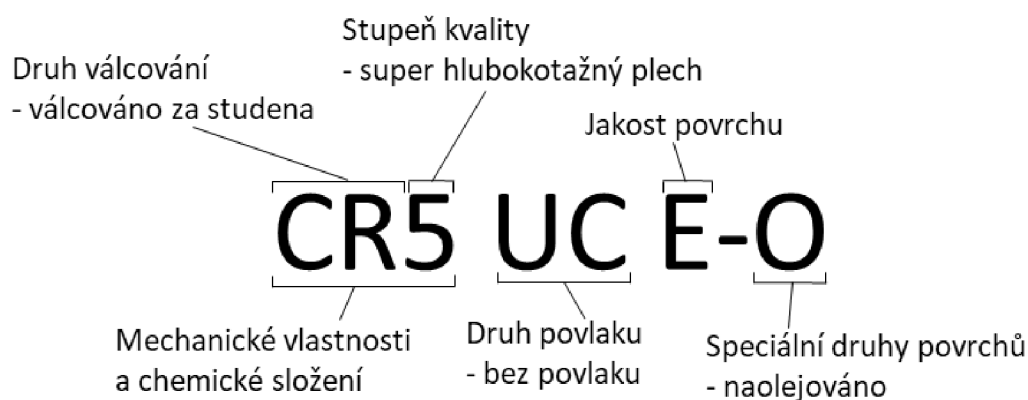 Stupeň kvality
- super hlubokotažný plech
Druh válcování
- válcováno za studena
Jakost povrchu
CR5 UC E-O
Mechanické vlastnosti
a chemické složení
Druh povlaku
- bez povlaku
Speciální druhy povrchů
- naolejováno